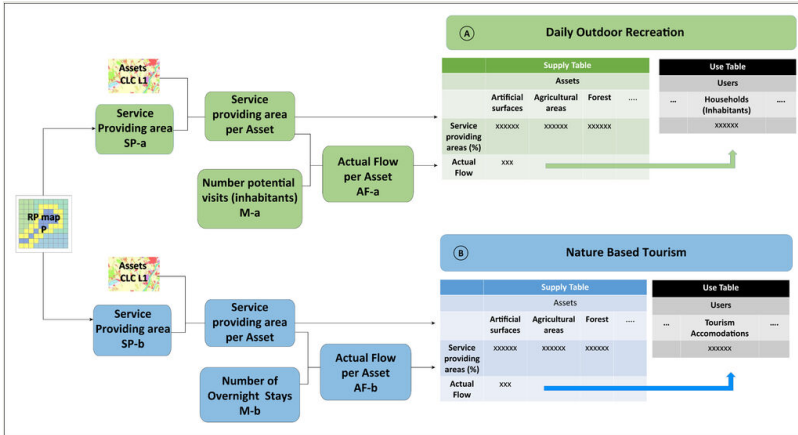 A
Daily Outdoor Recreation
Supply Table
Use Table
Assets
Users
Artificial surfaces
Agricultural areas
Forest
....
...
Households (Inhabitants)
....
Service providing areas (%)
xxxxxx
xxxxxx
xxxxxx
xxxxxx
Actual Flow
xxx
Assets
CLC L1
Service
Providing area
SP-a
Service
providing area
per Asset
Number potential
visits (inhabitants)
M-a
Actual Flow
per Asset
AF-a
RP map
P
B
Nature Based Tourism
Supply Table
Use Table
Assets
Users
Artificial surfaces
Agricultural areas
Forest
....
...
Tourism Accomodations
....
Service providing areas (%)
xxxxxx
xxxxxx
xxxxxx
xxxxxx
Actual Flow
xxx
Assets
CLC L1
Service
Providing area
SP-b
Service
providing area
per Asset
Number of
Overnight Stays
M-b
Actual Flow
per Asset
AF-b